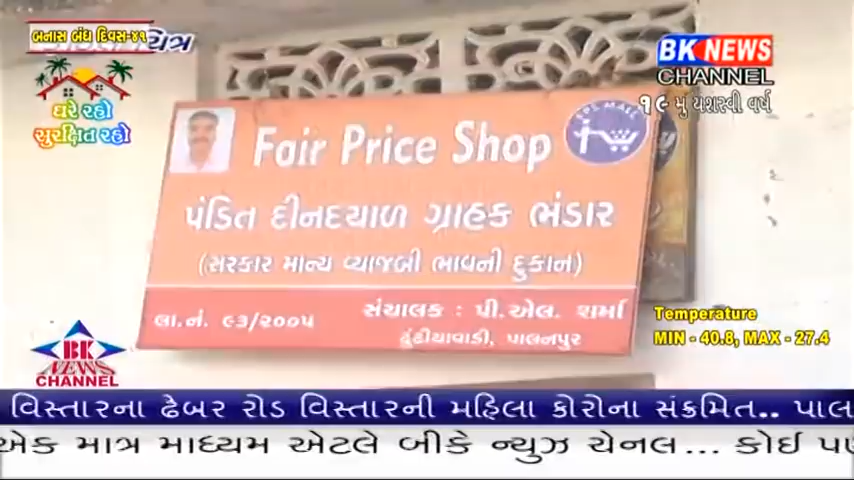 બનાસ બંધ દિવસ-૪૧
ચિત્ર
ઘરે રહો
સુરક્ષિત રહો
BK NEWS
CHANNEL
૧૯ મું યશસ્વી વર્ષ
Fair Price Shop
પંડિત દીનદયાળ ગ્રાહક ભંડાર
(સરકાર માન્ય વ્યાજબી ભાવની દુકાન)
લા.નં. ૯૩/૨૦૦૫
સંચાલક : પી.એલ. શર્મા
ઢુંઢીયાવાડી, પાલનપુર
Temperature
MIN - 40.8, MAX - 27.4
BK
NEWS
CHANNEL
વિસ્તારના ઢેબર રોડ વિસ્તારની મહિલા કોરોના સંક્રમિત.. પાલ
એક માત્ર માધ્યમ એટલે બીકે ન્યુઝ ચેનલ... કોઈ પણ